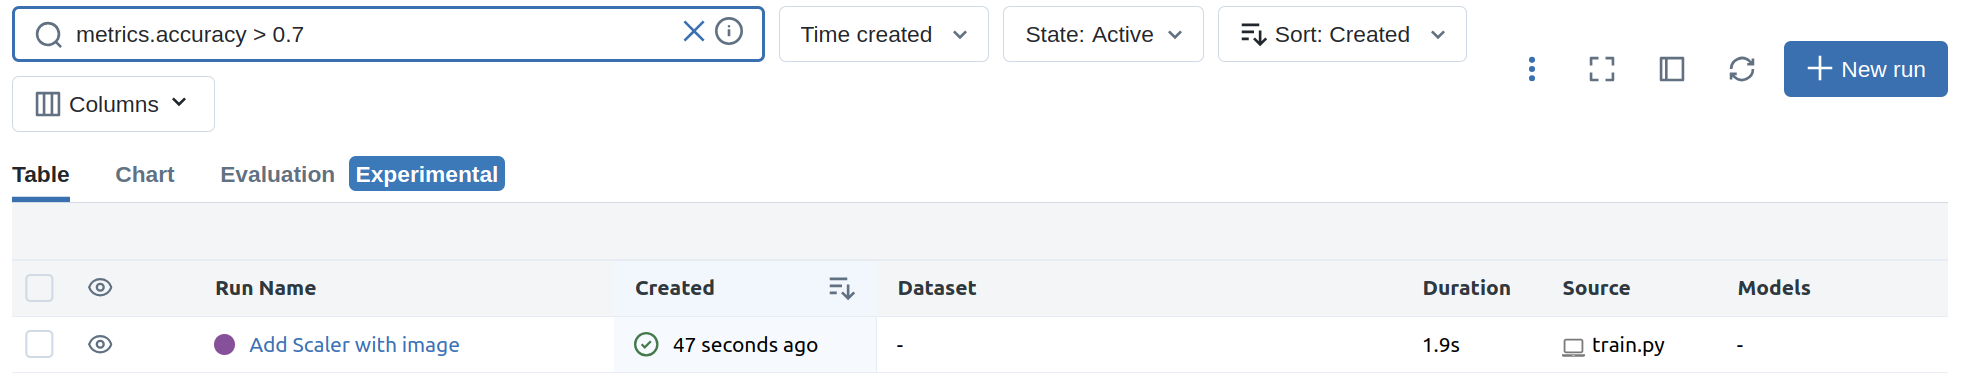 metrics.accuracy > 0.7 Time created State: Active Sort: Created
New run
Columns
Table Chart Evaluation Experimental
Run Name Created Dataset Duration Source Models
Add Scaler with image 47 seconds ago - 1.9s train.py -